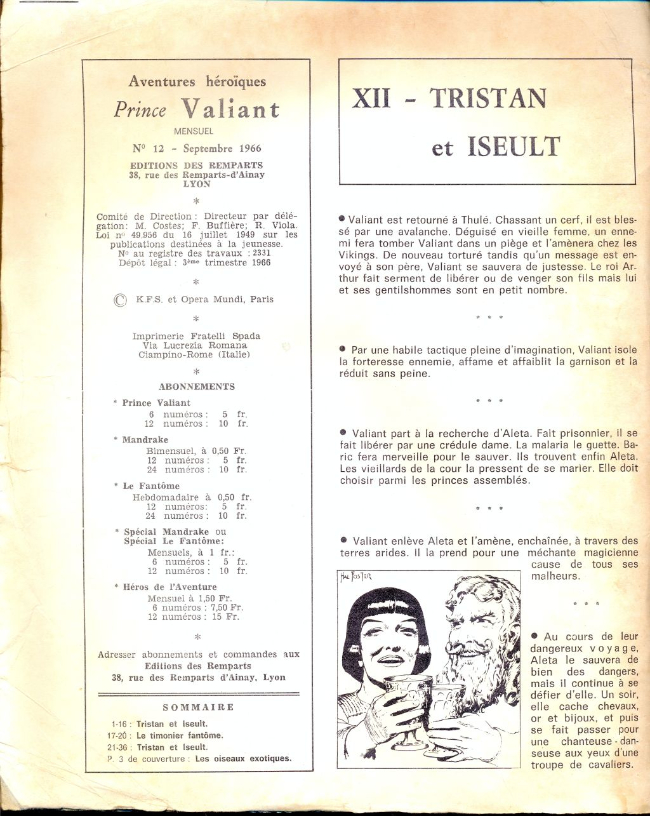 Aventures héroïques
Prince Valiant
MENSUEL
Nº 12 - Septembre 1966
EDITIONS DES REMPARTS
38, rue des Remparts-d'Ainay
LYON
*
Comité de Direction : Directeur par délé-
gation: M. Costes; F. Buffière; R. Viola.
Loi nº 49.956 du 16 juillet 1949 sur les
publications destinées à la jeunesse.
Nº au registre des travaux : 2331
Dépôt légal : 3ème trimestre 1966
*
© K.F.S. et Opera Mundi, Paris
*
Imprimerie Fratelli Spada
Via Lucrezia Romana
Ciampino-Rome (Italie)
*
ABONNEMENTS
* Prince Valiant
6 numéros : 5 fr.
12 numéros : 10 fr.
* Mandrake
Bimensuel, à 0,50 Fr.
12 numéros : 5 fr.
24 numéros : 10 fr.
* Le Fantôme
Hebdomadaire à 0,50 fr.
12 numéros: 5 fr.
24 numéros : 10 fr.
* Spécial Mandrake ou
Spécial Le Fantôme:
Mensuels, à 1 fr.:
6 numéros : 5 fr.
12 numéros : 10 fr.
* Héros de l'Aventure
Mensuel à 1,50 Fr.
6 numéros : 7,50 Fr.
12 numéros : 15 Fr.
*
Adresser abonnements et commandes aux
Editions des Remparts
38, rue des Remparts d'Ainay, Lyon
SOMMAIRE
1-16 : Tristan et Iseult.
17-20 : Le timonier fantôme.
21-36 : Tristan et Iseult.
P. 3 de couverture : Les oiseaux exotiques.
XII - TRISTAN
et ISEULT
● Valiant est retourné à Thulé. Chassant un cerf, il est bles-
sé par une avalanche. Déguisé en vieille femme, un enne-
mi fera tomber Valiant dans un piège et l'amènera chez les
Vikings. De nouveau torturé tandis qu'un message est en-
voyé à son père, Valiant se sauvera de justesse. Le roi Ar-
thur fait serment de libérer ou de venger son fils mais lui
et ses gentilshommes sont en petit nombre.
* * *
● Par une habile tactique pleine d'imagination, Valiant isole
la forteresse ennemie, affame et affaiblit la garnison et la
réduit sans peine.
* * *
● Valiant part à la recherche d'Aleta. Fait prisonnier, il se
fait libérer par une crédule dame. La malaria le guette. Ba-
ric fera merveille pour le sauver. Ils trouvent enfin Aleta.
Les vieillards de la cour la pressent de se marier. Elle doit
choisir parmi les princes assemblés.
* * *
● Valiant enlève Aleta et l'amène, enchaînée, à travers des
terres arides. Il la prend pour une méchante magicienne
cause de tous ses
malheurs.
* * *
● Au cours de leur
dangereux voyage,
Aleta le sauvera de
bien des dangers,
mais il continue à se
défier d'elle. Un soir,
elle cache chevaux,
or et bijoux, et puis
se fait passer pour
une chanteuse-dan-
seuse aux yeux d'une
troupe de cavaliers.
HAL FOSTER